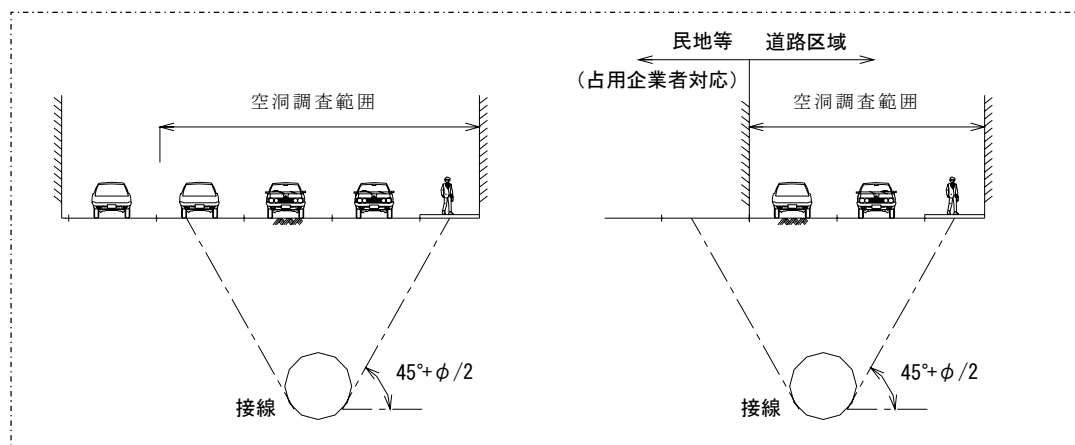 空洞調査範囲
45°+φ/2
接線
民地等 道路区域
(占用企業者対応)
空洞調査範囲
45°+φ/2
接線